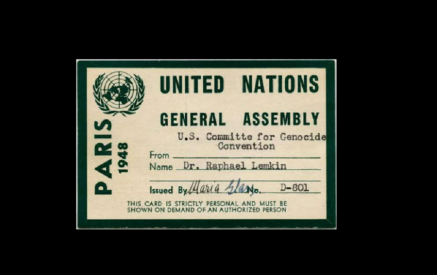 UNITED NATIONS
GENERAL ASSEMBLY
PARIS
1948
U.S. Committe for Genocide
Convention
From
Name Dr. Raphael Lemkin
Issued By Maria No. D-801
THIS CARD IS STRICTLY PERSONAL AND MUST BE
SHOWN ON DEMAND OF AN AUTHORIZED PERSON